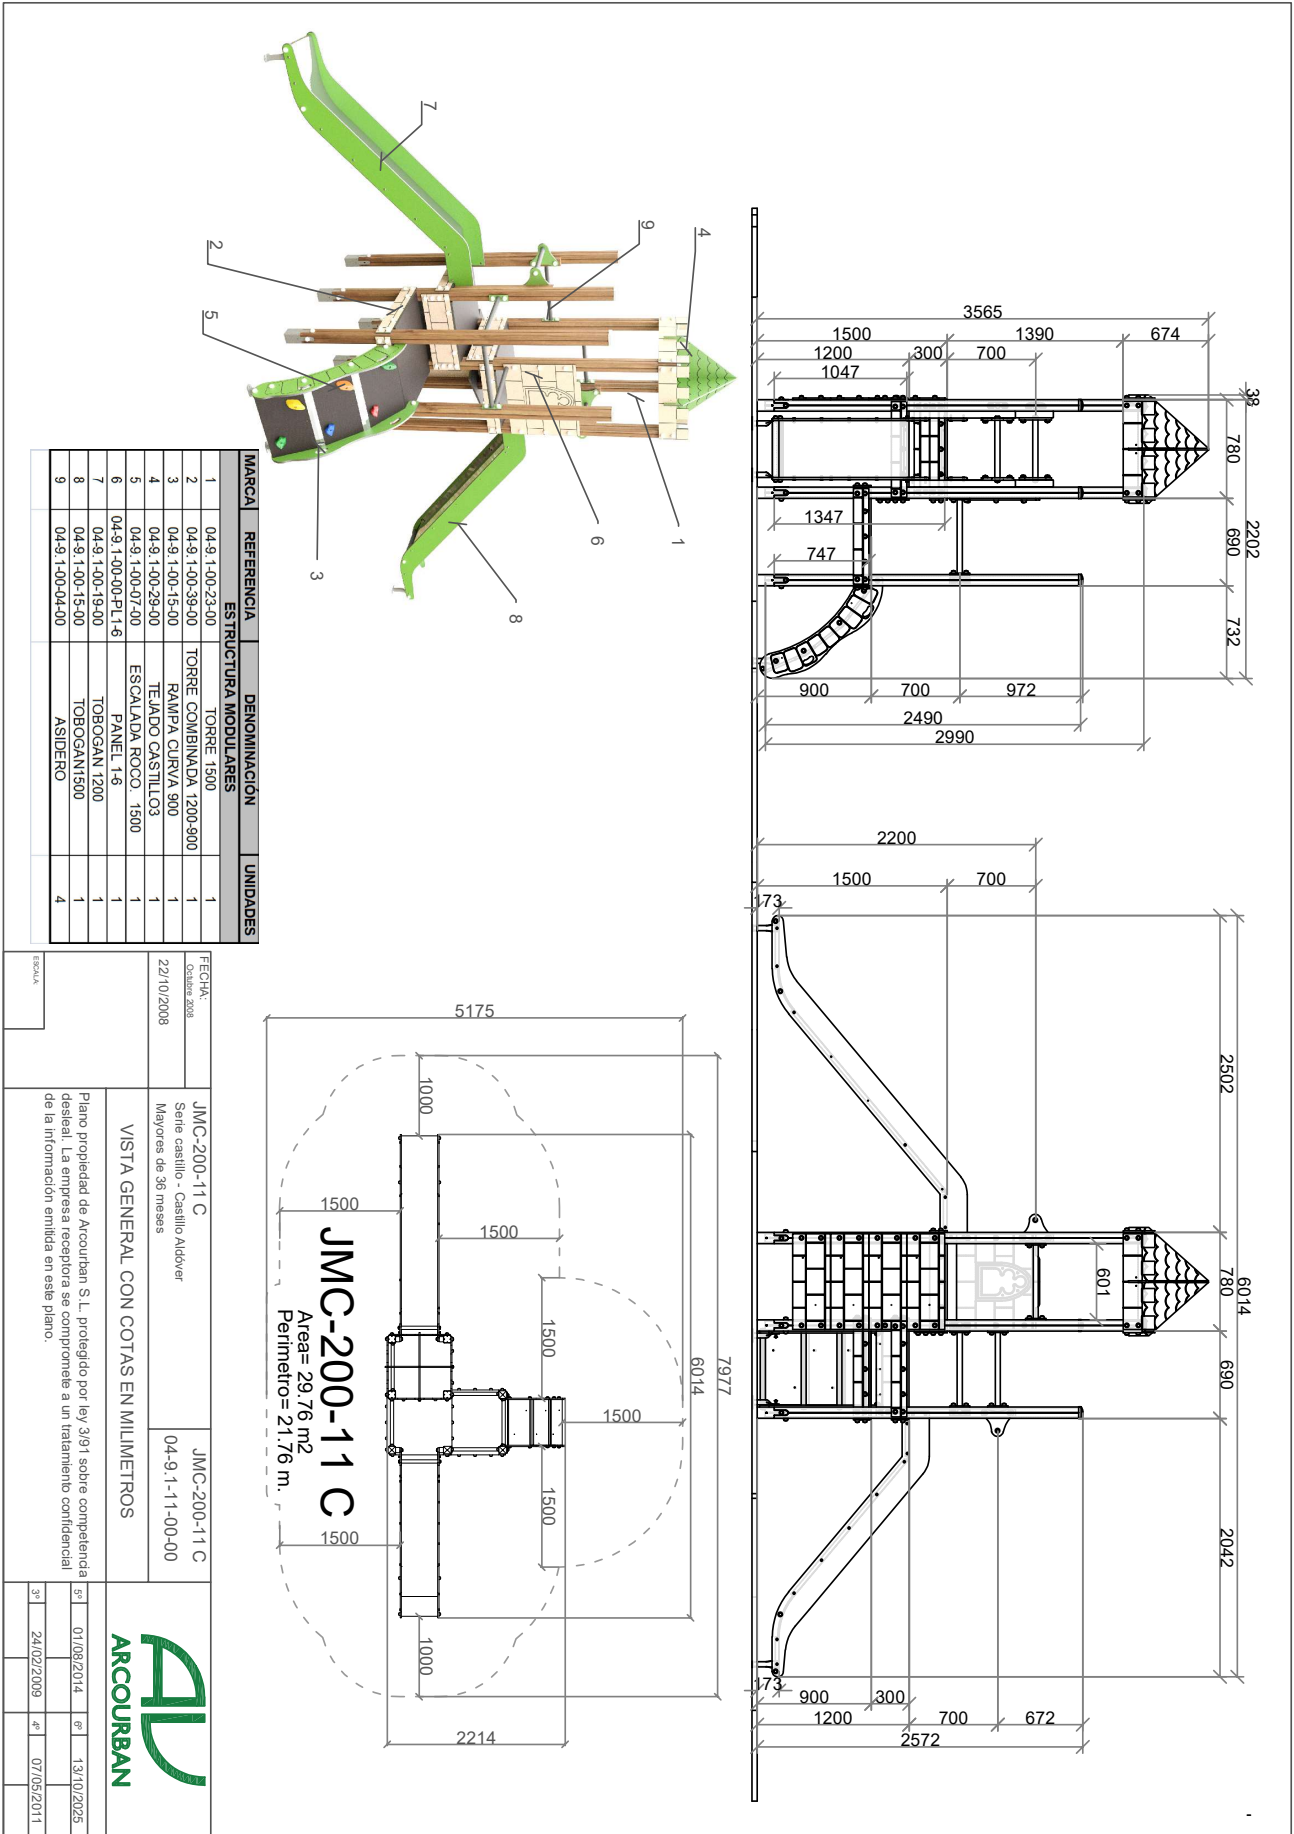 3565
1500
1390
674
1200
300
700
1047
38
780
2202
690
732
1347
747
900
700
972
2490
2990
2200
1500
700
173
2502
6014
780
601
690
2042
173
900
300
1200
700
672
2572
7
2
5
9
4
3
6
1
8
MARCA REFERENCIA DENOMINACIÓN UNIDADES
ESTRUCTURA MODULARES
1 04-9.1-00-23-00 TORRE 1500 1
2 04-9.1-00-39-00 TORRE COMBINADA 1200-900 1
3 04-9.1-00-15-00 RAMPA CURVA 900 1
4 04-9.1-00-29-00 TEJADO CASTILLO3 1
5 04-9.1-00-07-00 ESCALADA ROCO. 1500 1
6 04-9.1-00-00-PL1-6 PANEL 1-6 1
7 04-9.1-00-19-00 TOBOGAN 1200 1
8 04-9.1-00-15-00 TOBOGAN1500 1
9 04-9.1-00-04-00 ASIDERO 4
5175
7977
6014
1000
1500
1500
1500
1500
1500
1500
1000
2214
JMC-200-11 C
Area= 29.76 m2
Perimetro= 21.76 m.
FECHA:
Octubre 2008
22/10/2008
ESCALA:
JMC-200-11 C
Serie castillo - Castillo Aldóver
Mayores de 36 meses
JMC-200-11 C
04-9.1-11-00-00
VISTA GENERAL CON COTAS EN MILIMETROS
Plano propiedad de Arcourban S.L. protegido por ley 3/91 sobre competencia
desleal. La empresa receptora se compromete a un tratamiento confidencial
de la información emitida en este plano.
ARCOURBAN
5º 01/08/2014 6º 13/10/2025
3º 24/02/2009 4º 07/05/2011